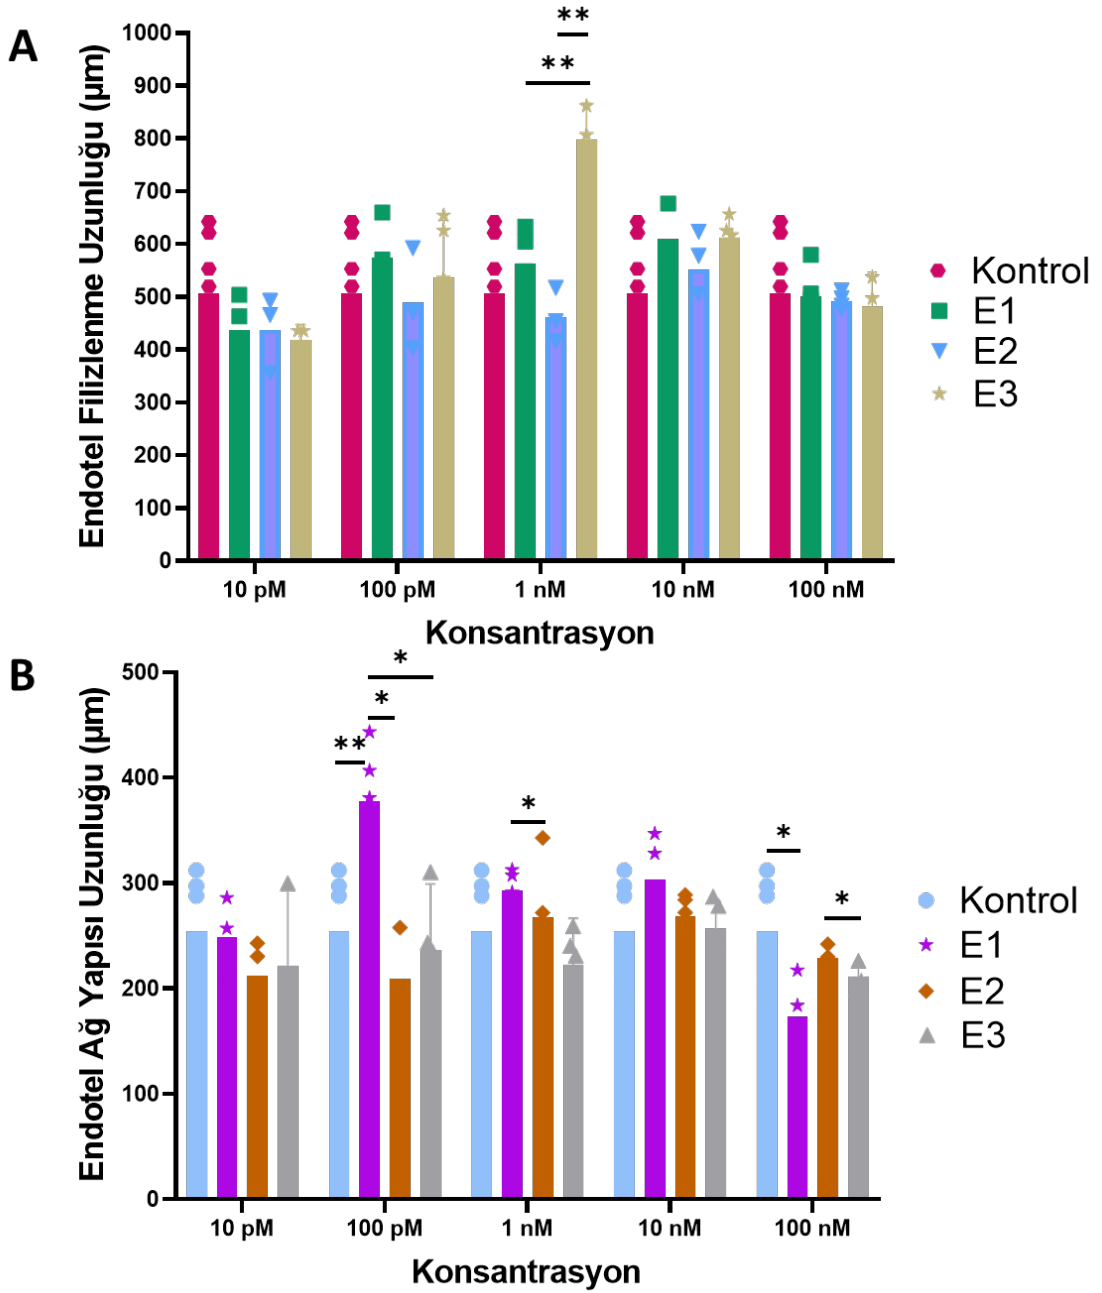 A
Endotel Filizlenme Uzunluğu (µm)
1000
900
800
700
600
500
400
300
200
100
0
**
**
10 pM 100 pM 1 nM 10 nM 100 nM
Konsantrasyon
Kontrol
E1
E2
E3
B
Endotel Ağ Yapısı Uzunluğu (µm)
500
400
300
200
100
0
*
*
**
*
*
*
10 pM 100 pM 1 nM 10 nM 100 nM
Konsantrasyon
Kontrol
E1
E2
E3